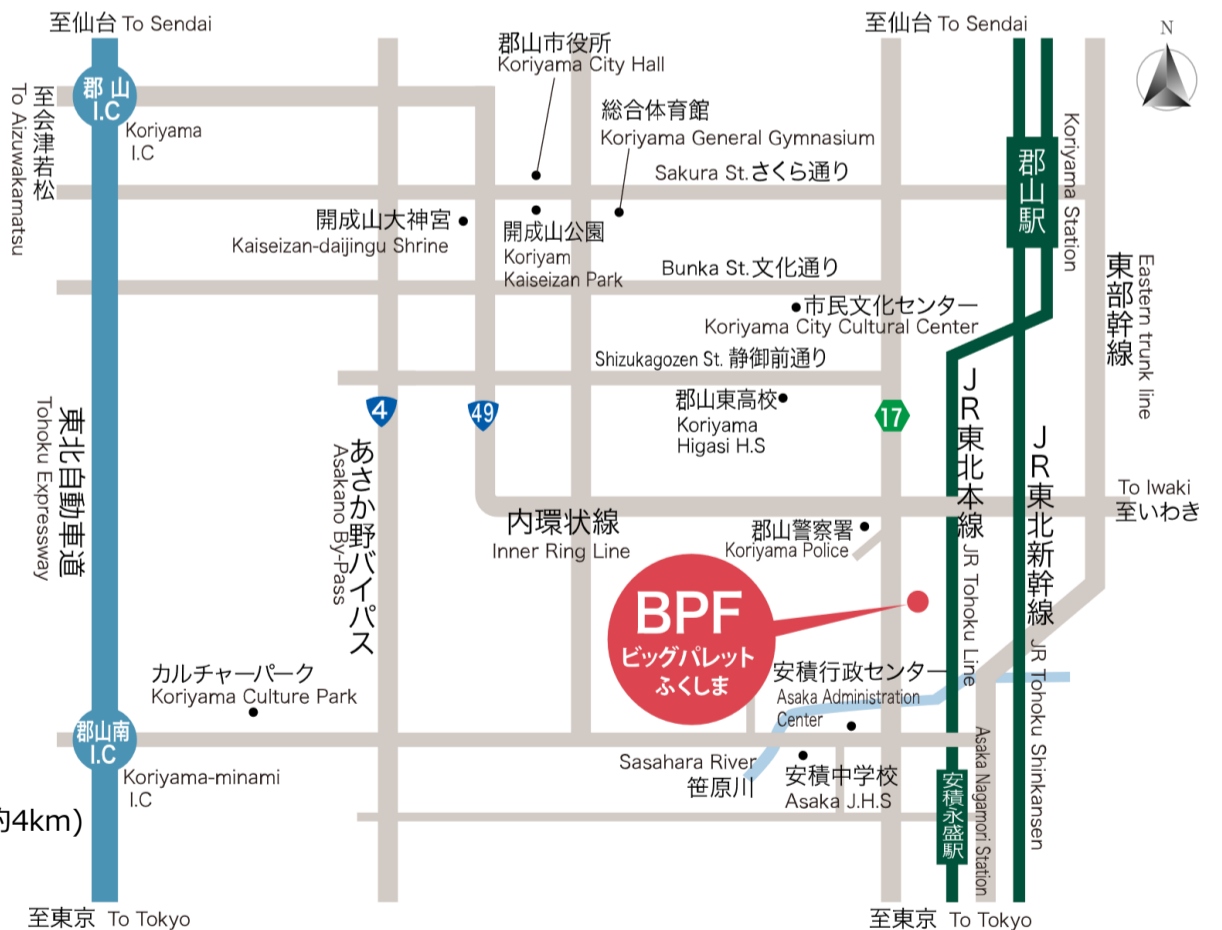 至仙台 To Sendai
至仙台 To Sendai
N
郡山市役所
Koriyama City Hall
郡山
I.C
Koriyama
I.C
至会津若松
To Aizuwakamatsu
総合体育館
Koriyama General Gymnasium
Koriyama Station
郡山駅
Sakura St. さくら通り
開成山大神宮
Kaiseizan-daijingu Shrine
開成山公園
Koriyam
Kaiseizan Park
Bunka St. 文化通り
東部幹線
Eastern trunk line
市民文化センター
Koriyama City Cultural Center
Shizukagozen St. 静御前通り
4
49
17
郡山東高校
Koriyama
Higasi H.S
東北自動車道
Tohoku Expressway
あさか野バイパス
Asakano By-Pass
JR東北本線
JR Tohoku Line
JR東北新幹線
JR Tohoku Shinkansen
To Iwaki
至いわき
内環状線
Inner Ring Line
郡山警察署
Koriyama Police
BPF
ビッグパレット
ふくしま
カルチャーパーク
Koriyama Culture Park
安積行政センター
Asaka Administration
Center
郡山南
I.C
Koriyama-minami
I.C
Sasahara River
笹原川
安積中学校
Asaka J.H.S
安積永盛駅
Asaka Nagamori Station
4km)
至東京 To Tokyo
至東京 To Tokyo